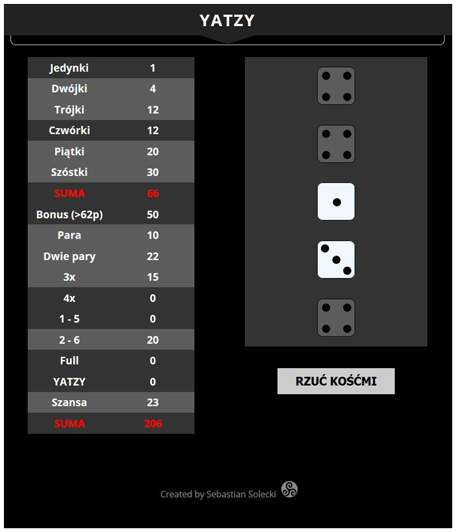 YATZY
Jedynki 1
Dwójki 4
Trójki 12
Czwórki 12
Piątki 20
Szóstki 30
SUMA 66
Bonus (>62p) 50
Para 10
Dwie pary 22
3x 15
4x 0
1 - 5 0
2 - 6 20
Full 0
YATZY 0
Szansa 23
SUMA 206
RZUĆ KOŚĆMI
Created by Sebastian Solecki